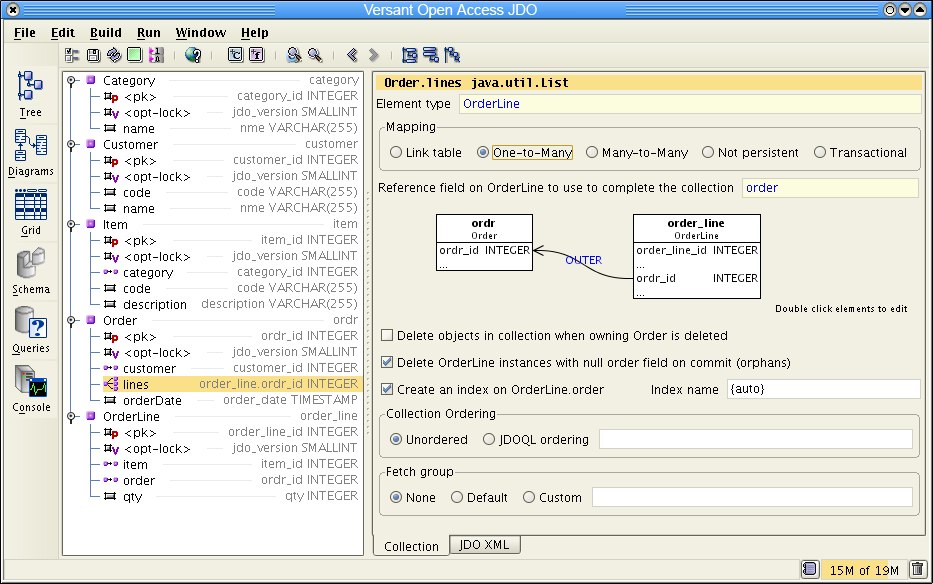 Versant Open Access JDO
File Edit Build Run Window Help
Tree
Diagrams
Grid
Schema
Queries
Console
Category category
<pk> category_id INTEGER
<opt-lock> jdo_version SMALLINT
name nme VARCHAR(255)
Customer customer
<pk> customer_id INTEGER
<opt-lock> jdo_version SMALLINT
code code VARCHAR(255)
name nme VARCHAR(255)
Item item
<pk> item_id INTEGER
<opt-lock> jdo_version SMALLINT
category category_id INTEGER
code code VARCHAR(255)
description description VARCHAR(255)
Order ordr
<pk> ordr_id INTEGER
<opt-lock> jdo_version SMALLINT
customer customer_id INTEGER
lines order_line.ordr_id INTEGER
orderDate order_date TIMESTAMP
OrderLine order_line
<pk> order_line_id INTEGER
<opt-lock> jdo_version SMALLINT
item item_id INTEGER
order ordr_id INTEGER
qty qty INTEGER
Order.lines java.util.List
Element type OrderLine
Mapping
Link table One-to-Many Many-to-Many Not persistent Transactional
Reference field on OrderLine to use to complete the collection order
ordr
Order
ordr_id INTEGER
...
OUTER
order_line
OrderLine
order_line_id INTEGER
...
ordr_id INTEGER
...
Double click elements to edit
Delete objects in collection when owning Order is deleted
Delete OrderLine instances with null order field on commit (orphans)
Create an index on OrderLine.order Index name {auto}
Collection Ordering
Unordered JDOQL ordering
Fetch group
None Default Custom
Collection JDO XML
15M of 19M